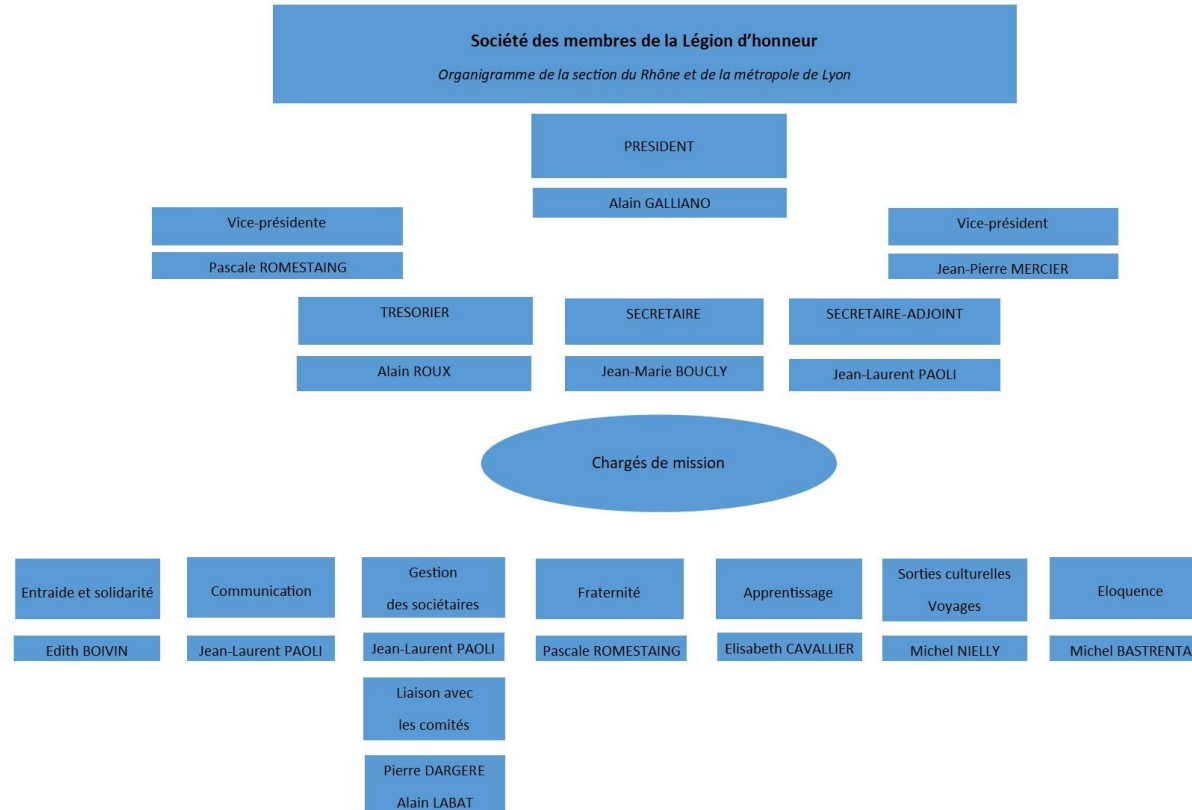 Société des membres de la Légion d'honneur
Organigramme de la section du Rhône et de la métropole de Lyon
PRESIDENT
Alain GALLIANO
Vice-présidente
Pascale ROMESTAING
Vice-président
Jean-Pierre MERCIER
TRESORIER
Alain ROUX
SECRETAIRE
Jean-Marie BOUCLY
SECRETAIRE-ADJOINT
Jean-Laurent PAOLI
Chargés de mission
Entraide et solidarité
Edith BOIVIN
Communication
Jean-Laurent PAOLI
Gestion
des sociétaires
Jean-Laurent PAOLI
Liaison avec
les comités
Pierre DARGERE
Alain LABAT
Fraternité
Pascale ROMESTAING
Apprentissage
Elisabeth CAVALLIER
Sorties culturelles
Voyages
Michel NIELLY
Eloquence
Michel BASTRENTA